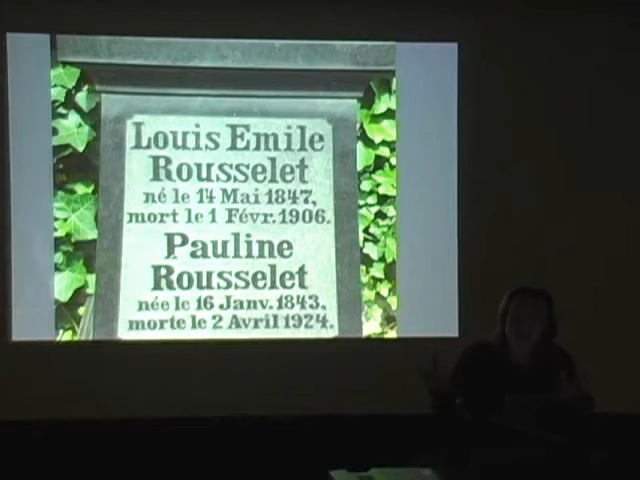 Louis Emile
Rousselet
né le 14 Mai 1847,
mort le 1 Févr. 1906.
Pauline
Rousselet
née le 16 Janv. 1843,
morte le 2 Avril 1924.